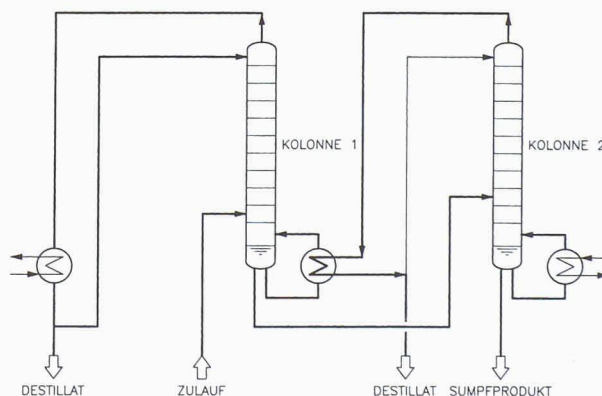 KOLONNE 1
KOLONNE 2
DESTILLAT
ZULAUF
DESTILLAT
SUMPFPRODUKT